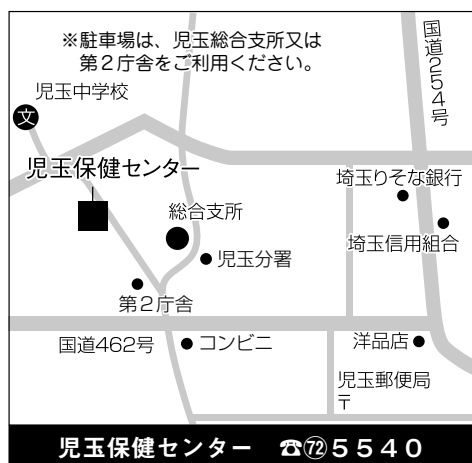 ※駐車場は、児玉総合支所又は
第2庁舎をご利用ください。
国道254号
児玉中学校
文
児玉保健センター
埼玉りそな銀行
総合支所
埼玉信用組合
児玉分署
第2庁舎
国道462号
コンビニ
洋品店
児玉郵便局
〒
児玉保健センター ☎㊷5540